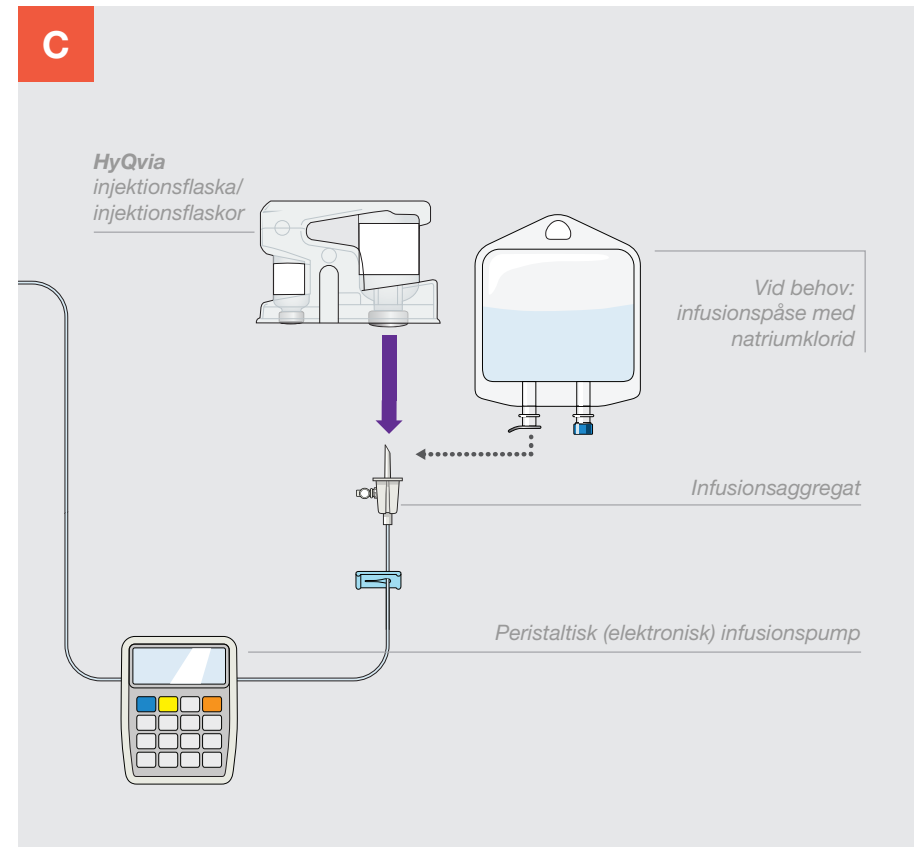 C
HyQvia
injektionsflaska/
injektionsflaskor
Vid behov:
infusionspåse med
natriumklorid
Infusionsaggregat
Peristaltisk (elektronisk) infusionspump